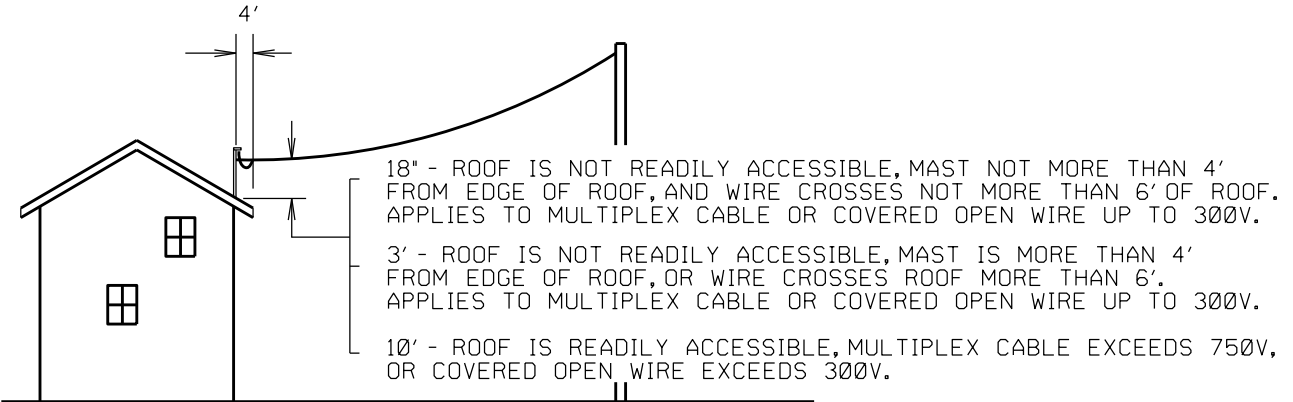 4'
18" - ROOF IS NOT READILY ACCESSIBLE, MAST NOT MORE THAN 4'
FROM EDGE OF ROOF, AND WIRE CROSSES NOT MORE THAN 6' OF ROOF.
APPLIES TO MULTIPLEX CABLE OR COVERED OPEN WIRE UP TO 300V.
3' - ROOF IS NOT READILY ACCESSIBLE, MAST IS MORE THAN 4'
FROM EDGE OF ROOF, OR WIRE CROSSES ROOF MORE THAN 6'.
APPLIES TO MULTIPLEX CABLE OR COVERED OPEN WIRE UP TO 300V.
10' - ROOF IS READILY ACCESSIBLE, MULTIPLEX CABLE EXCEEDS 750V,
OR COVERED OPEN WIRE EXCEEDS 300V.